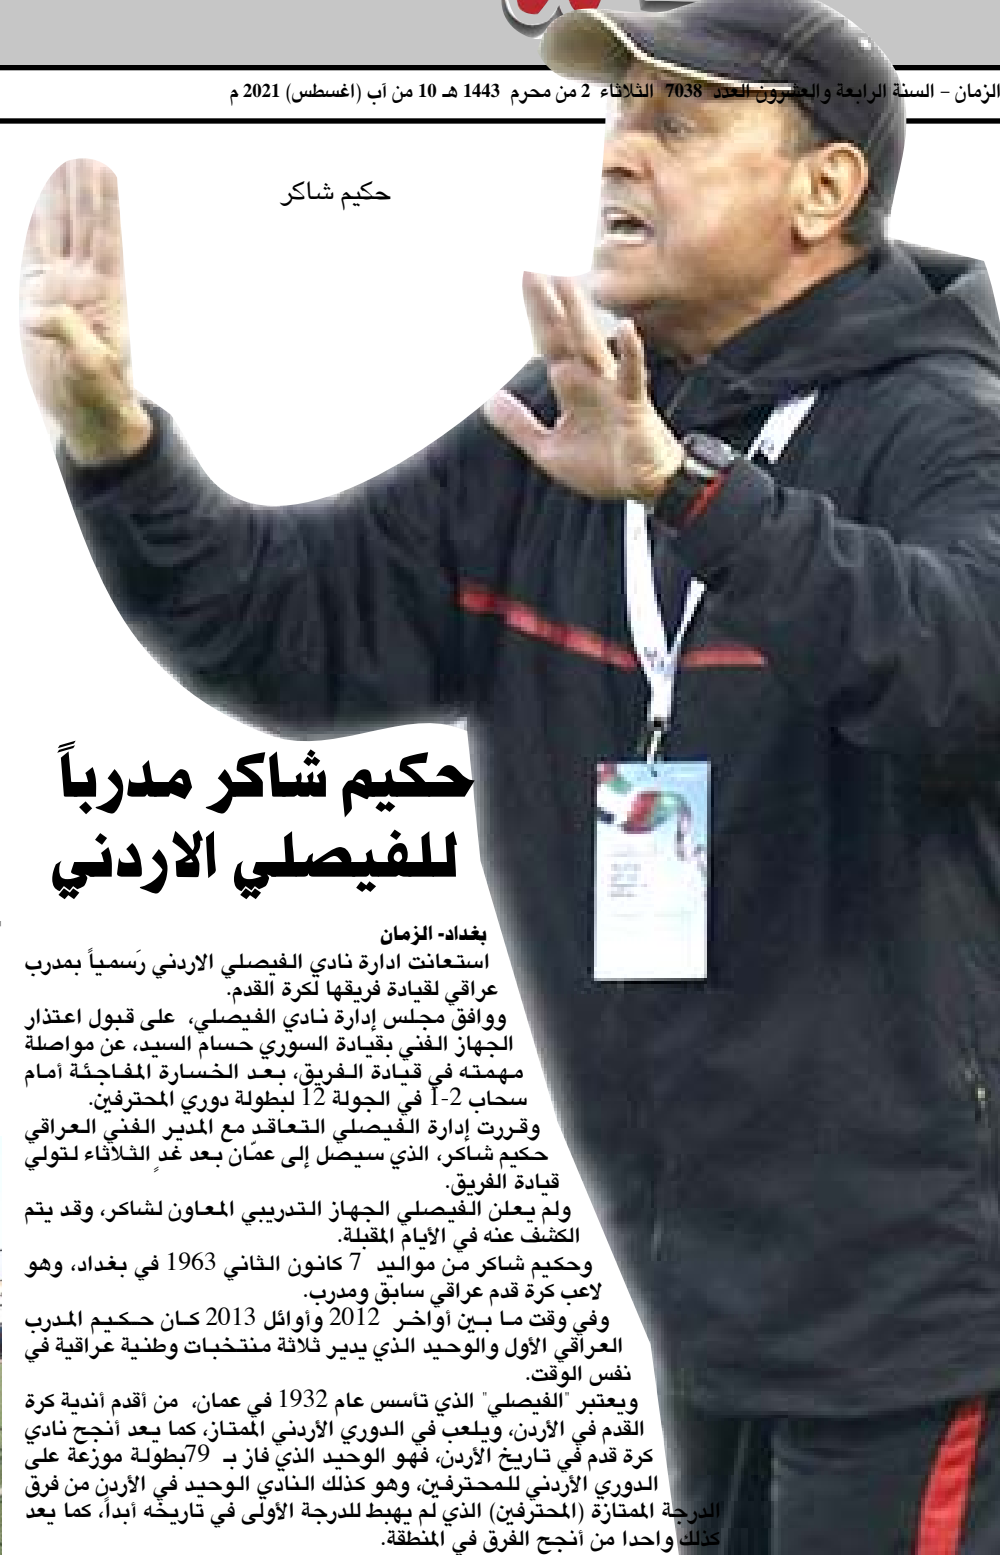 الزمان – السنة الرابعة والعشرون العدد 7038 الثلاثاء 2 من محرم 1443 هـ 10 من آب (اغسطس) 2021 م
حكيم شاكر
حكيم شاكر مدرباً
للفيصلي الاردني
بغداد- الزمان
استعانت ادارة نادي الفيصلي الاردني رَسمياً بمدرب
عراقي لقيادة فريقها لكرة القدم.
ووافق مجلس إدارة نادي الفيصلي، على قبول اعتذار
الجهاز الفني بقيادة السوري حسام السيد، عن مواصلة
مهمته في قيادة الفريق، بعد الخسارة المفاجئة أمام
سحاب 2-1 في الجولة 12 لبطولة دوري المحترفين.
وقررت إدارة الفيصلي التعاقد مع المدير الفني العراقي
حكيم شاكر، الذي سيصل إلى عمّان بعد غدٍ الثلاثاء لتولي
قيادة الفريق.
ولم يعلن الفيصلي الجهاز التدريبي المعاون لشاكر، وقد يتم
الكشف عنه في الأيام المقبلة.
وحكيم شاكر من مواليد 7 كانون الثاني 1963 في بغداد، وهو
لاعب كرة قدم عراقي سابق ومدرب.
وفي وقت ما بين أواخر 2012 وأوائل 2013 كان حكيم المدرب
العراقي الأول والوحيد الذي يدير ثلاثة منتخبات وطنية عراقية في
نفس الوقت.
ويعتبر "الفيصلي" الذي تأسس عام 1932 في عمان، من أقدم أندية كرة
القدم في الأردن، ويلعب في الدوري الأردني الممتاز، كما يعد أنجح نادي
كرة قدم في تاريخ الأردن، فهو الوحيد الذي فاز بـ 79بطولة موزعة على
الدوري الأردني للمحترفين، وهو كذلك النادي الوحيد في الأردن من فرق
الدرجة الممتازة (المحترفين) الذي لم يهبط للدرجة الأولى في تاريخه أبداً، كما يعد
كذلك واحدا من أنجح الفرق في المنطقة.